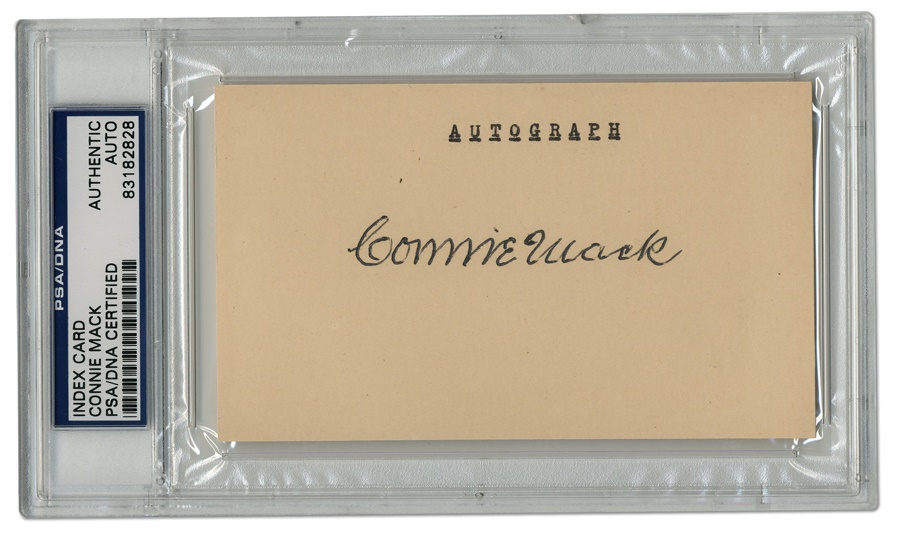 PSA/DNA
INDEX CARD
CONNIE MACK
PSA/DNA CERTIFIED
AUTHENTIC
AUTO
83182828
AUTOGRAPH
Connie Mack